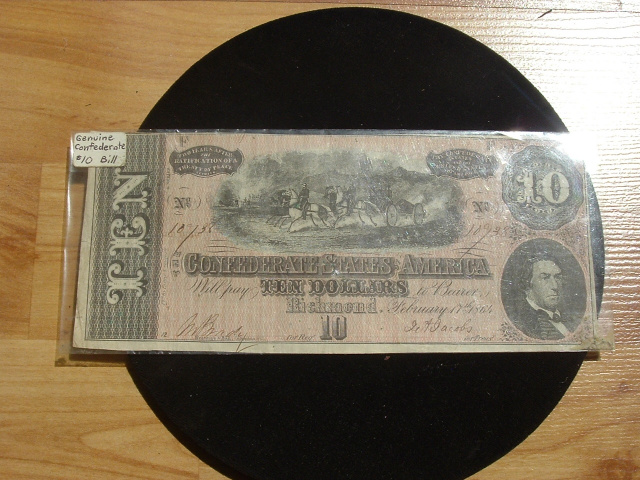 Genuine
Confederate
$10 Bill
TWO YEARS AFTER
THE
RATIFICATION OF A
TREATY OF PEACE
10
TEN
No
No
CONFEDERATE STATES OF AMERICA
Will pay TEN DOLLARS to Bearer
Richmond February 17th 1864
10